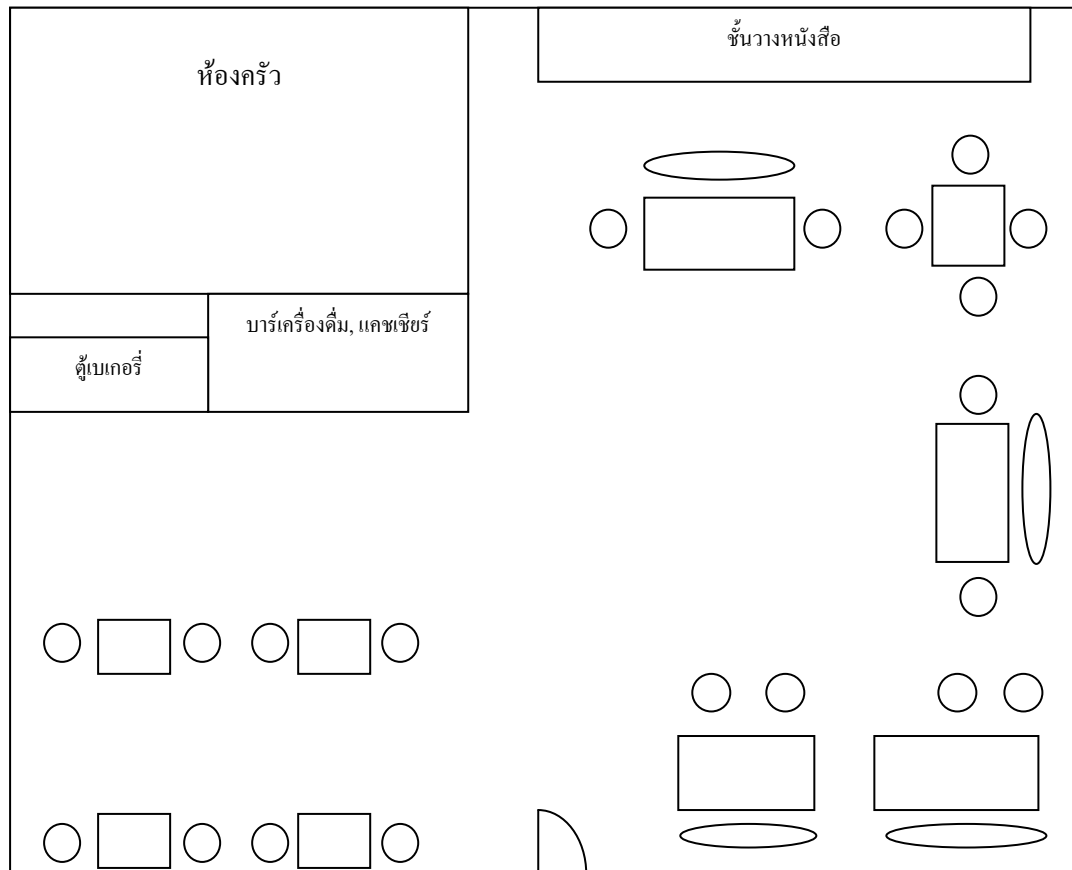 ห้องครัว
ชั้นวางหนังสือ
บาร์เครื่องดื่ม, แคชเชียร์
ตู้เบเกอรี่